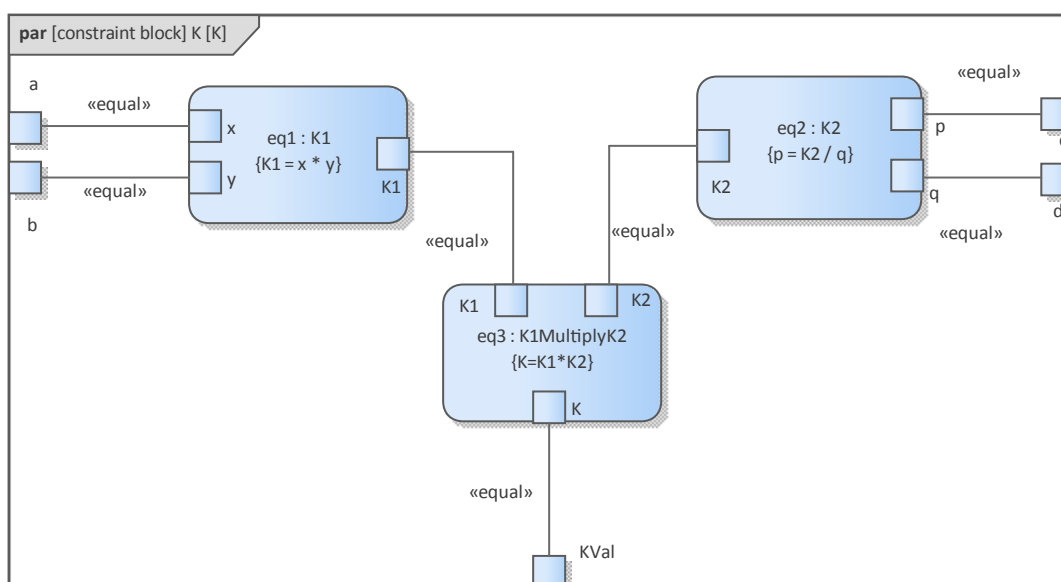 par [constraint block] K [K]
a
«equal»
x
eq1 : K1
{K1 = x * y}
K1
y
«equal»
b
«equal»
eq2 : K2
{p = K2 / q}
K2
p
q
d
«equal»
«equal»
«equal»
K1
K2
eq3 : K1MultiplyK2
{K=K1*K2}
K
«equal»
KVal